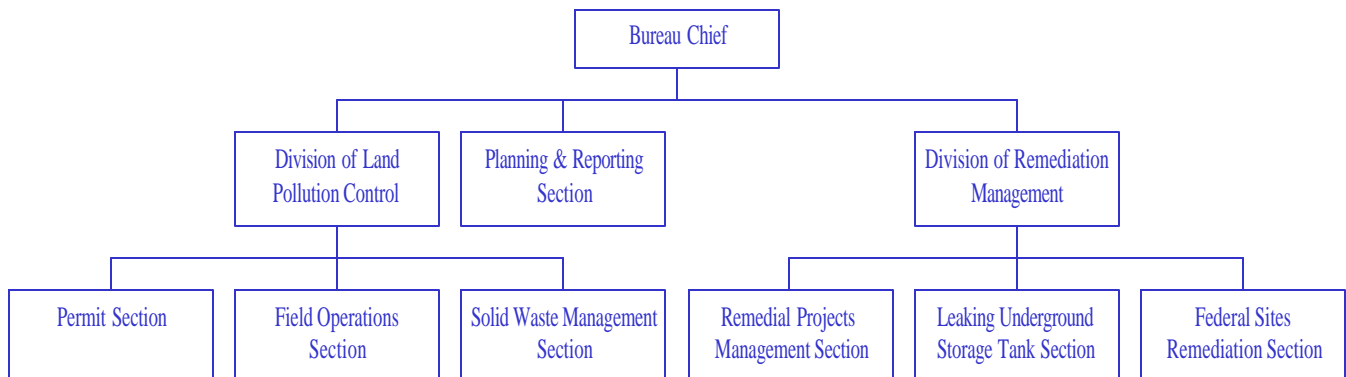 Bureau Chief
Division of Land
Pollution Control
Planning & Reporting
Section
Division of Remediation
Management
Permit Section
Field Operations
Section
Solid Waste Management
Section
Remedial Projects
Management Section
Leaking Underground
Storage Tank Section
Federal Sites
Remediation Section